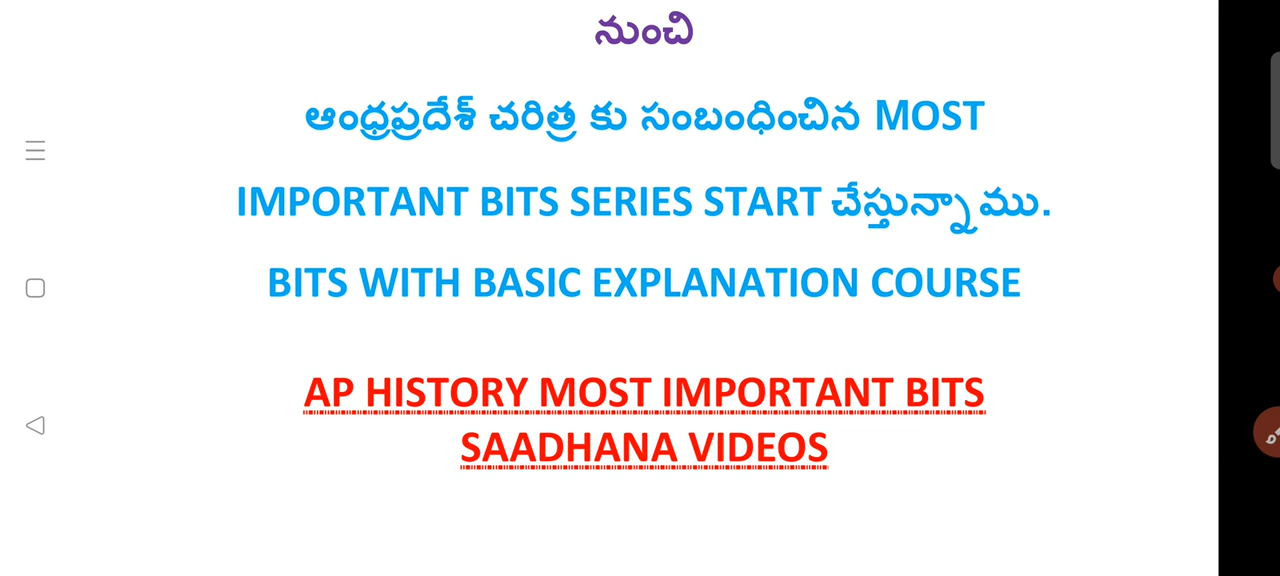 నుంచి
ఆంధ్రప్రదేశ్ చరిత్ర కు సంబంధించిన MOST
IMPORTANT BITS SERIES START చేస్తున్నాము.
BITS WITH BASIC EXPLANATION COURSE
AP HISTORY MOST IMPORTANT BITS
SAADHANA VIDEOS